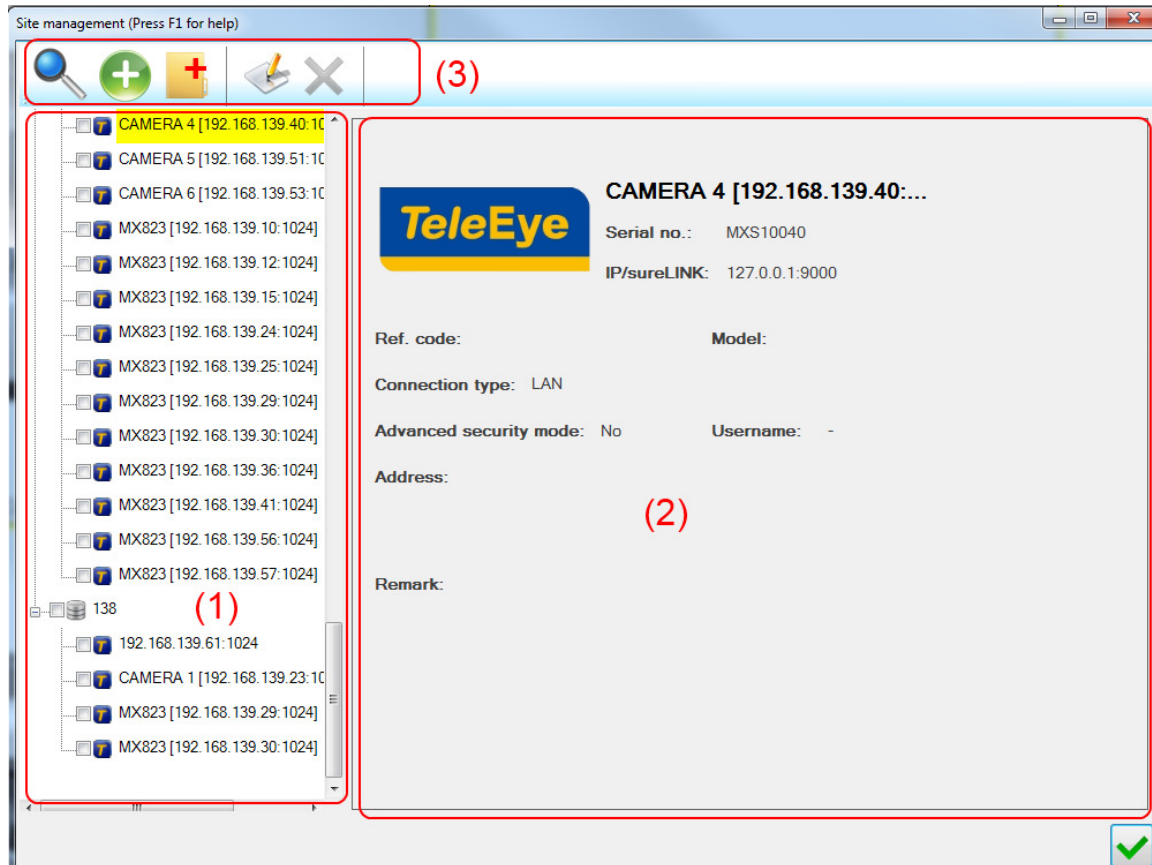 Site management (Press F1 for help)
(3)
CAMERA 4 [192.168.139.40:10
CAMERA 5 [192.168.139.51:10
CAMERA 6 [192.168.139.53:10
MX823 [192.168.139.10:1024]
MX823 [192.168.139.12:1024]
MX823 [192.168.139.15:1024]
MX823 [192.168.139.24:1024]
MX823 [192.168.139.25:1024]
MX823 [192.168.139.29:1024]
MX823 [192.168.139.30:1024]
MX823 [192.168.139.36:1024]
MX823 [192.168.139.41:1024]
MX823 [192.168.139.56:1024]
MX823 [192.168.139.57:1024]
138
(1)
192.168.139.61:1024
CAMERA 1 [192.168.139.23:10
MX823 [192.168.139.29:1024]
MX823 [192.168.139.30:1024]
TeleEye
CAMERA 4 [192.168.139.40:...
Serial no.: MXS10040
IP/sureLINK: 127.0.0.1:9000
Ref. code: Model:
Connection type: LAN
Advanced security mode: No Username: -
Address:
(2)
Remark: